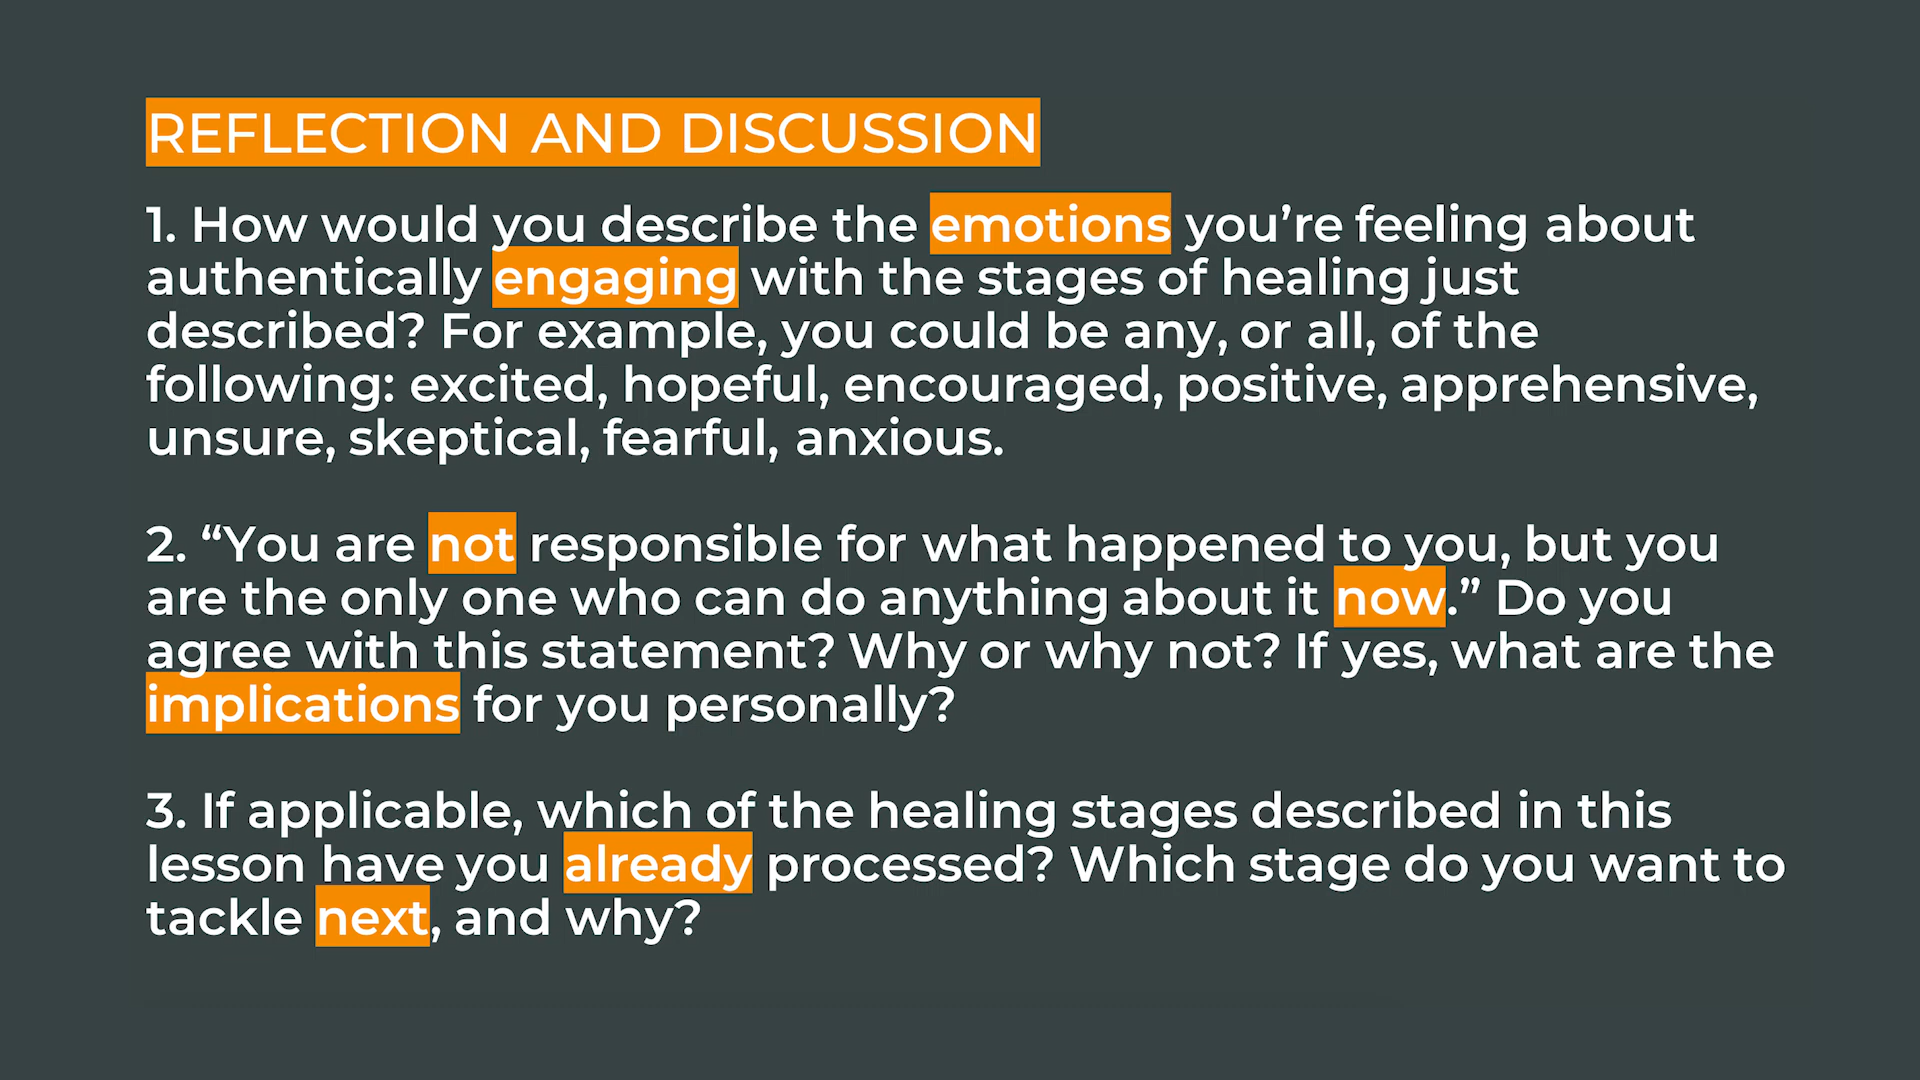 REFLECTION AND DISCUSSION
1. How would you describe the emotions you’re feeling about
authentically engaging with the stages of healing just
described? For example, you could be any, or all, of the
following: excited, hopeful, encouraged, positive, apprehensive,
unsure, skeptical, fearful, anxious.
2. “You are not responsible for what happened to you, but you
are the only one who can do anything about it now.” Do you
agree with this statement? Why or why not? If yes, what are the
implications for you personally?
3. If applicable, which of the healing stages described in this
lesson have you already processed? Which stage do you want to
tackle next, and why?